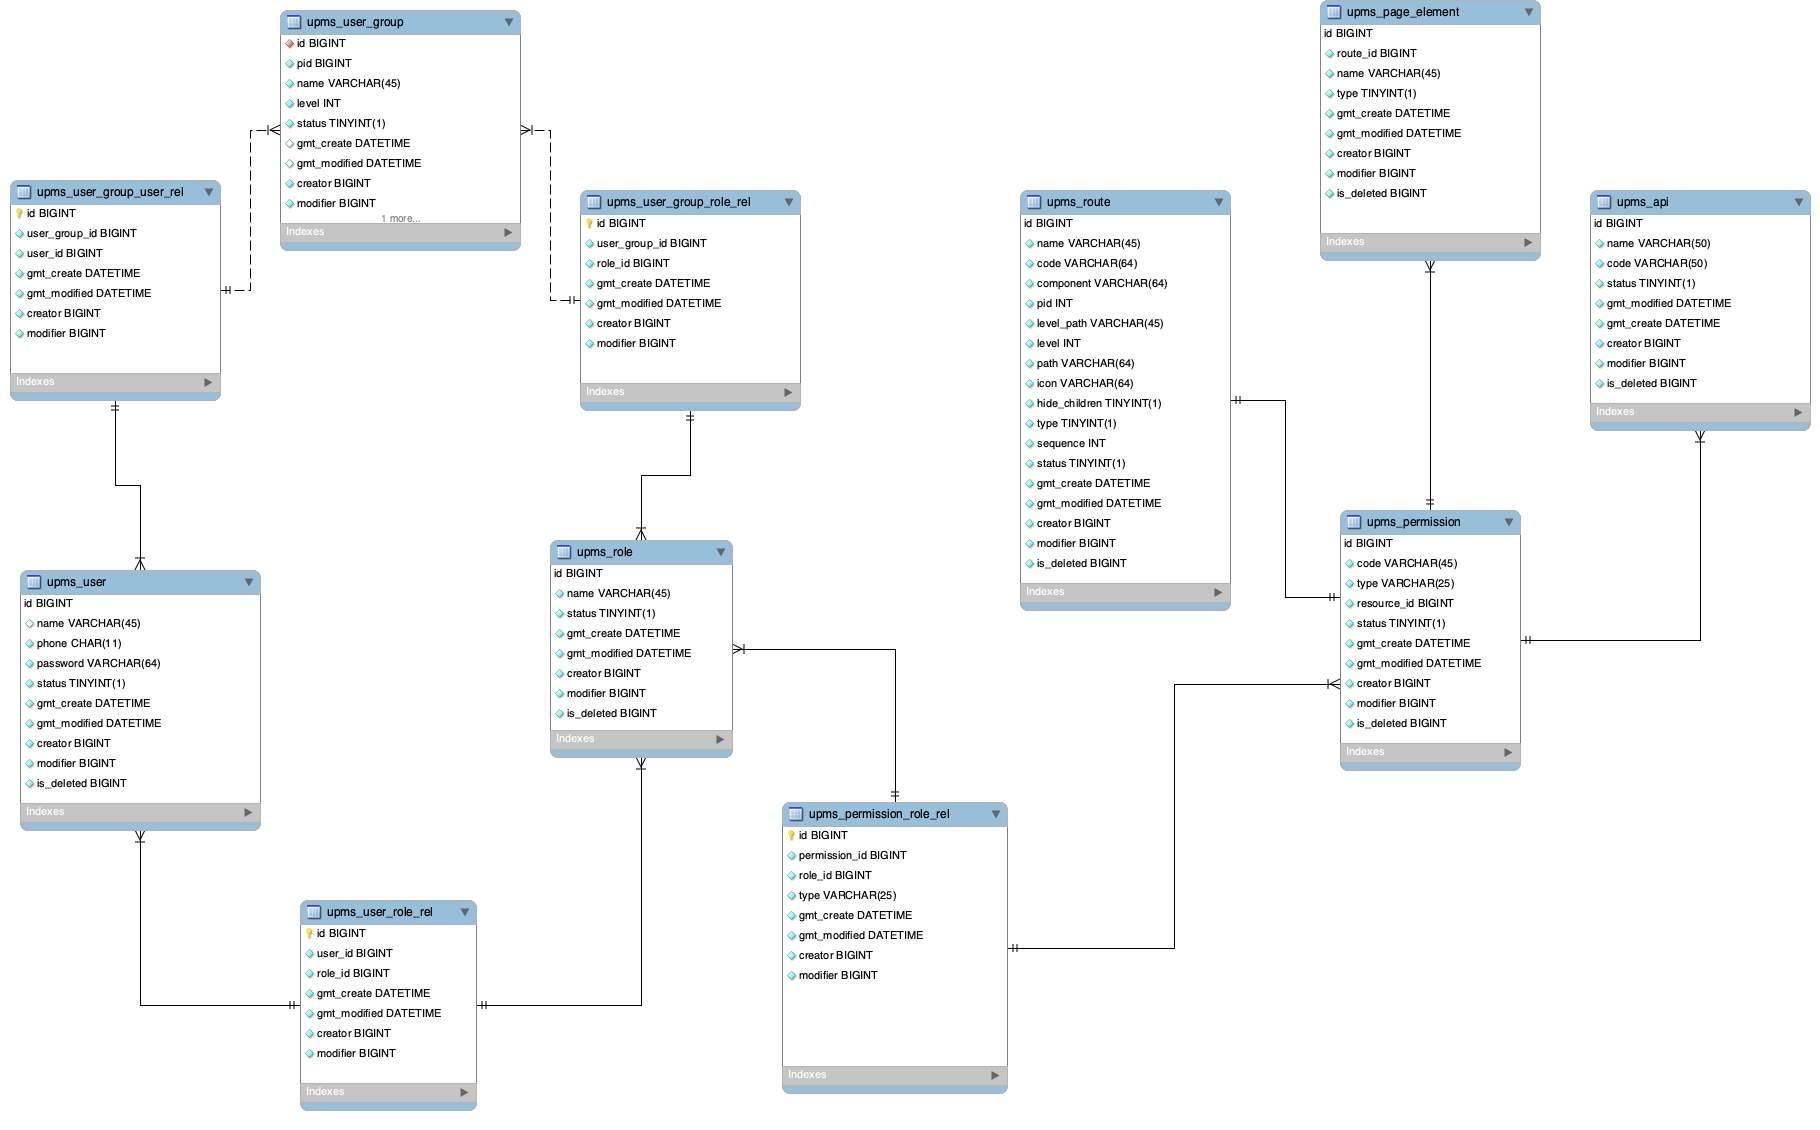 upms_user_group
id BIGINT
pid BIGINT
name VARCHAR(45)
level INT
status TINYINT(1)
gmt_create DATETIME
gmt_modified DATETIME
creator BIGINT
modifier BIGINT
1 more...
Indexes
upms_user_group_user_rel
id BIGINT
user_group_id BIGINT
user_id BIGINT
gmt_create DATETIME
gmt_modified DATETIME
creator BIGINT
modifier BIGINT
Indexes
upms_user_group_role_rel
id BIGINT
user_group_id BIGINT
role_id BIGINT
gmt_create DATETIME
gmt_modified DATETIME
creator BIGINT
modifier BIGINT
Indexes
upms_route
id BIGINT
name VARCHAR(45)
code VARCHAR(64)
component VARCHAR(64)
pid INT
level_path VARCHAR(45)
level INT
path VARCHAR(64)
icon VARCHAR(64)
hide_children TINYINT(1)
type TINYINT(1)
sequence INT
status TINYINT(1)
gmt_create DATETIME
gmt_modified DATETIME
creator BIGINT
modifier BIGINT
is_deleted BIGINT
Indexes
upms_page_element
id BIGINT
route_id BIGINT
name VARCHAR(45)
type TINYINT(1)
gmt_create DATETIME
gmt_modified DATETIME
creator BIGINT
modifier BIGINT
is_deleted BIGINT
Indexes
upms_api
id BIGINT
name VARCHAR(50)
code VARCHAR(50)
status TINYINT(1)
gmt_modified DATETIME
gmt_create DATETIME
creator BIGINT
modifier BIGINT
is_deleted BIGINT
Indexes
upms_user
id BIGINT
name VARCHAR(45)
phone CHAR(11)
password VARCHAR(64)
status TINYINT(1)
gmt_create DATETIME
gmt_modified DATETIME
creator BIGINT
modifier BIGINT
is_deleted BIGINT
Indexes
upms_role
id BIGINT
name VARCHAR(45)
status TINYINT(1)
gmt_create DATETIME
gmt_modified DATETIME
creator BIGINT
modifier BIGINT
is_deleted BIGINT
Indexes
upms_permission
id BIGINT
code VARCHAR(45)
type VARCHAR(25)
resource_id BIGINT
status TINYINT(1)
gmt_create DATETIME
gmt_modified DATETIME
creator BIGINT
modifier BIGINT
is_deleted BIGINT
Indexes
upms_user_role_rel
id BIGINT
user_id BIGINT
role_id BIGINT
gmt_create DATETIME
gmt_modified DATETIME
creator BIGINT
modifier BIGINT
Indexes
upms_permission_role_rel
id BIGINT
permission_id BIGINT
role_id BIGINT
type VARCHAR(25)
gmt_create DATETIME
gmt_modified DATETIME
creator BIGINT
modifier BIGINT
Indexes